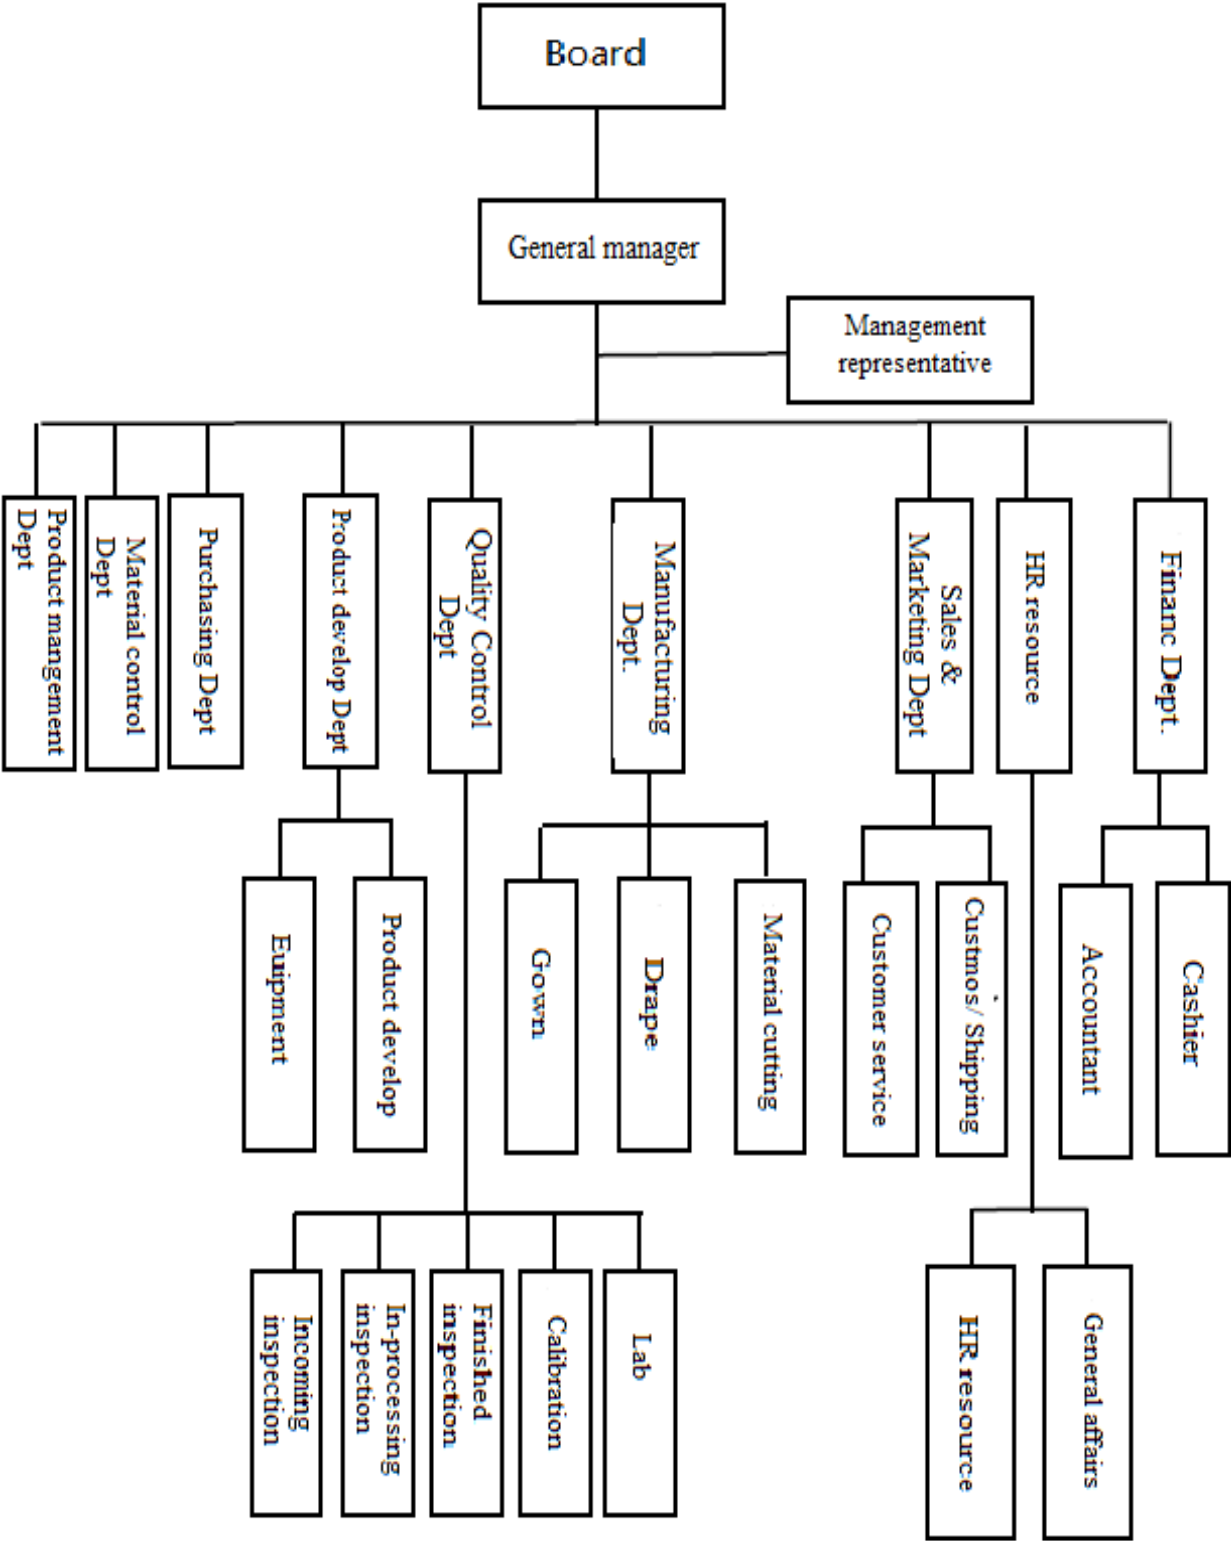 Board
General manager
Management
representative
Product mangement
Dept
Material control
Dept
Purchasing Dept
Product develop Dept
Quality Control
Dept
Manufacturing
Dept.
Sales &
Marketing Dept
HR resource
Financ Dept.
Euipment
Product develop
Gown
Drape
Material cutting
Customer service
Custmos/ Shipping
Accountant
Cashier
Incoming
inspection
In-processing
inspection
Finished
inspection
Calibration
Lab
HR resource
General affairs